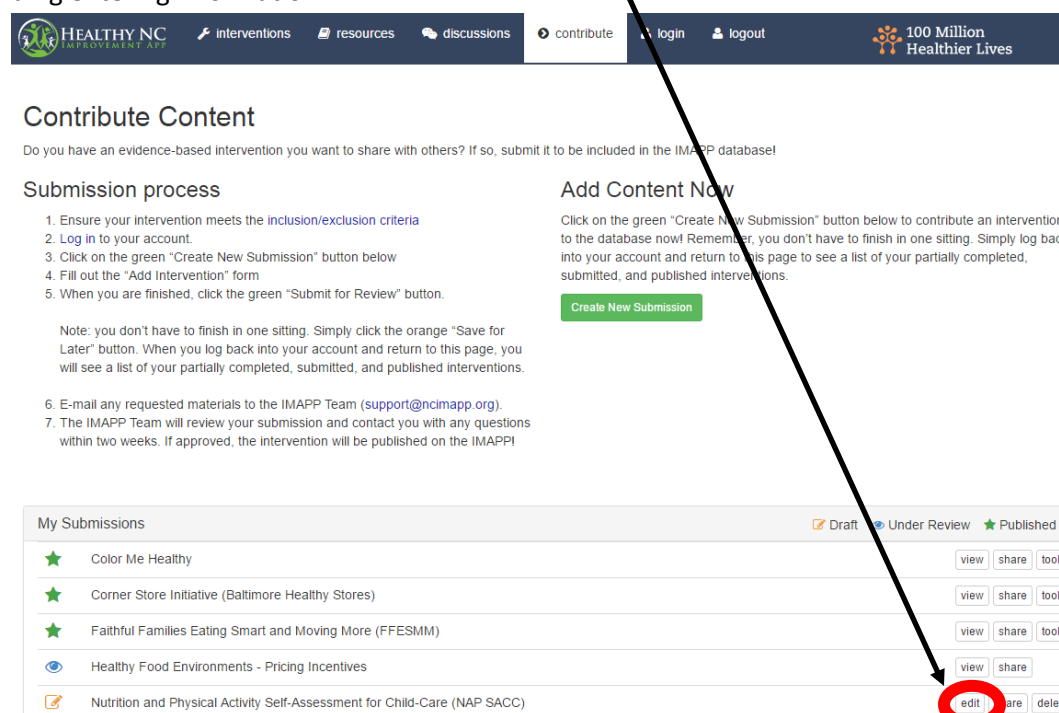 HEALTHY NC
IMPROVEMENT APP
interventions
resources
discussions
contribute
login
logout
100 Million
Healthier Lives
Contribute Content
Do you have an evidence-based intervention you want to share with others? If so, submit it to be included in the IMAPP database!
Submission process
1. Ensure your intervention meets the inclusion/exclusion criteria
2. Log in to your account.
3. Click on the green “Create New Submission” button below
4. Fill out the “Add Intervention” form
5. When you are finished, click the green “Submit for Review” button.
Note: you don’t have to finish in one sitting. Simply click the orange “Save for
Later” button. When you log back into your account and return to this page, you
will see a list of your partially completed, submitted, and published interventions.
6. E-mail any requested materials to the IMAPP Team (support@ncimapp.org).
7. The IMAPP Team will review your submission and contact you with any questions
within two weeks. If approved, the intervention will be published on the IMAPP!
Add Content Now
Click on the green “Create New Submission” button below to contribute an intervention
to the database now! Remember, you don’t have to finish in one sitting. Simply log
into your account and return to this page to see a list of your partially completed,
submitted, and published interventions.
Create New Submission
My Submissions
Draft Under Review Published
Color Me Healthy
view share
Corner Store Initiative (Baltimore Healthy Stores)
view share
Faithful Families Eating Smart and Moving More (FFESMM)
view share
Healthy Food Environments - Pricing Incentives
view share
Nutrition and Physical Activity Self-Assessment for Child-Care (NAP SACC)
edit